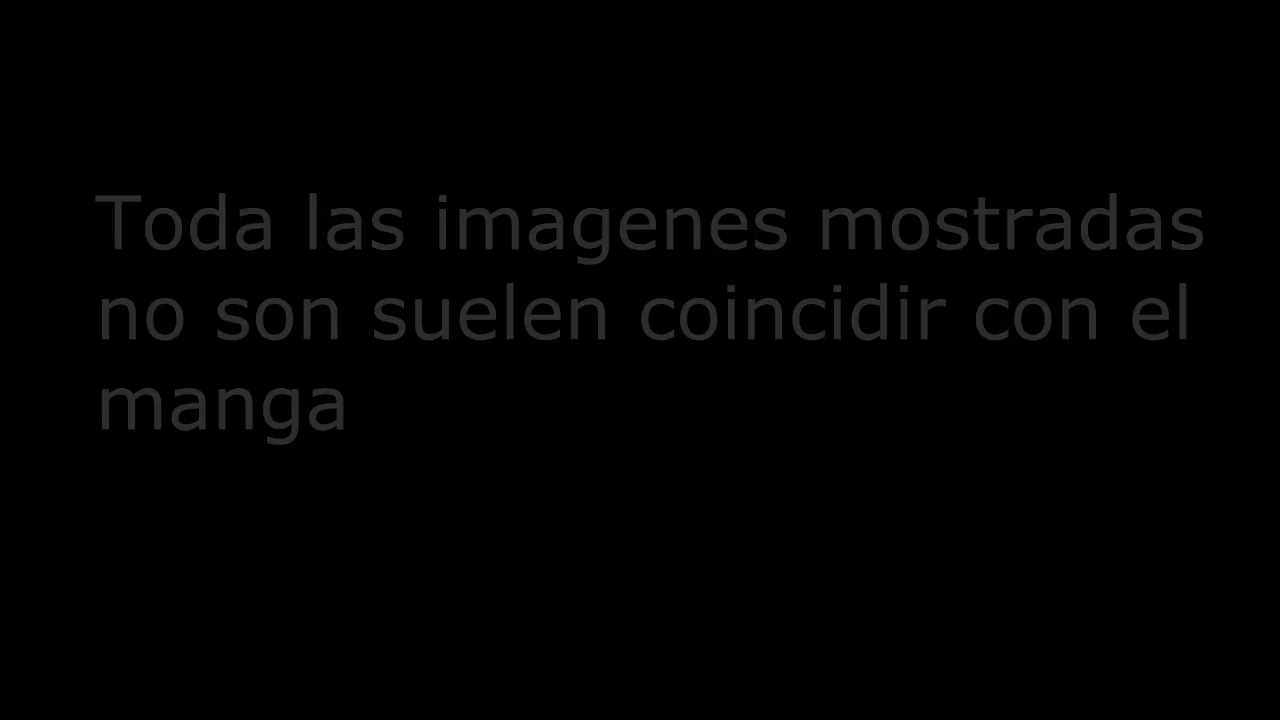 Toda las imagenes mostradas
no son suelen coincidir con el
manga